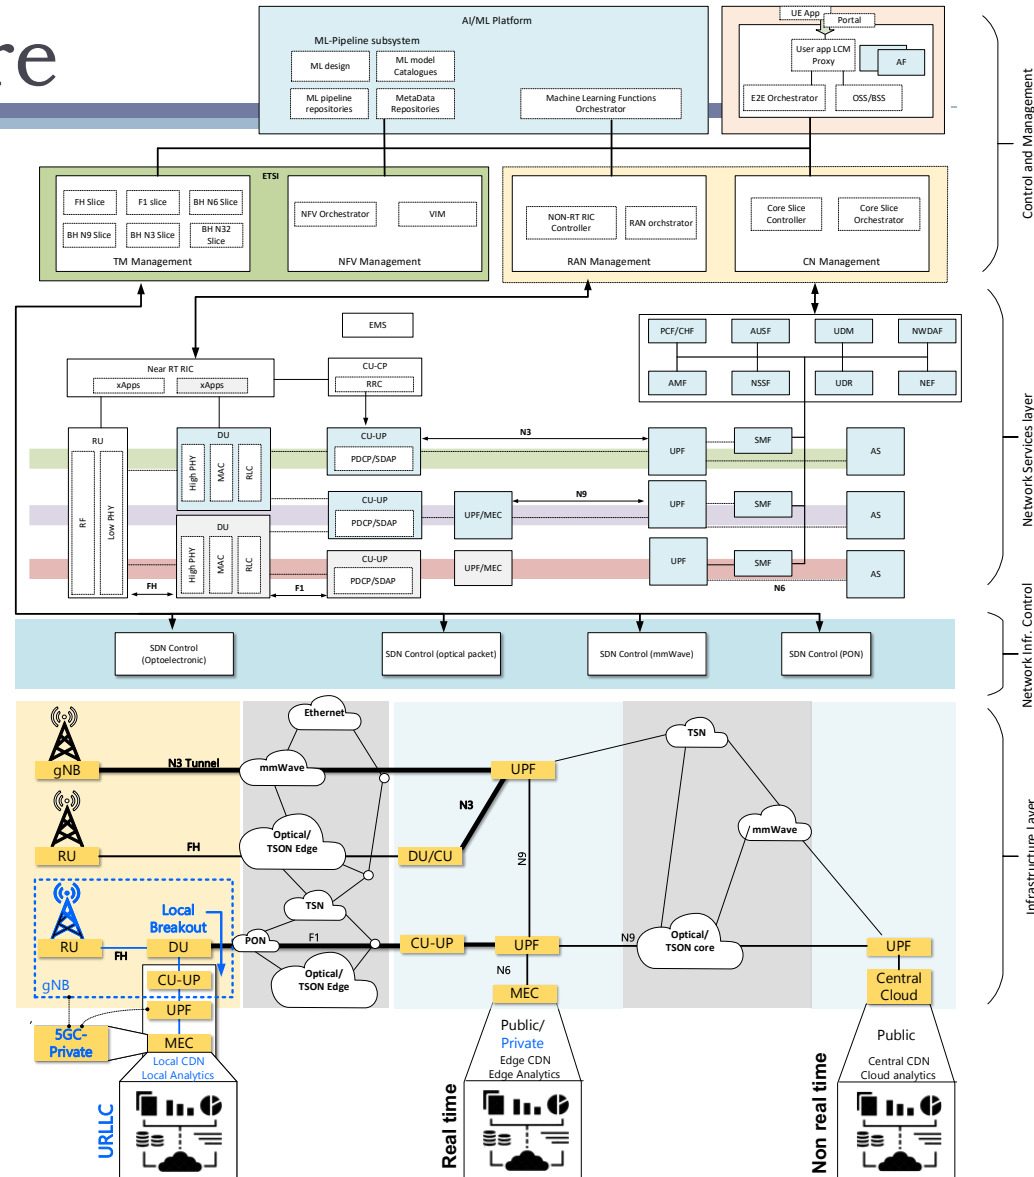 re
AI/ML Platform
ML-Pipeline subsystem
ML design
ML model
Catalogues
ML pipeline
repositories
MetaData
Repositories
Machine Learning Functions
Orchestrator
UE App
Portal
User app LCM
Proxy
AF
E2E Orchestrator
OSS/BSS
Control and Management
ETSI
FH Slice
F1 slice
BH N6 Slice
BH N9 Slice
BH N3 Slice
BH N32
Slice
TM Management
NFV Orchestrator
VIM
NFV Management
NON-RT RIC
Controller
RAN orchstrator
RAN Management
Core Slice
Controller
Core Slice
Orchestrator
CN Management
EMS
Near RT RIC
xApps
xApps
CU-CP
RRC
PCF/CHF
AUSF
UDM
NWDAF
AMF
NSSF
UDR
NEF
Network Services layer
RU
RF
Low PHY
DU
High PHY
MAC
RLC
CU-UP
PDCP/SDAP
N3
UPF
SMF
AS
CU-UP
PDCP/SDAP
UPF/MEC
N9
UPF
SMF
AS
DU
High PHY
MAC
RLC
CU-UP
PDCP/SDAP
UPF/MEC
UPF
SMF
AS
FH
F1
N6
Network Infr. Control
SDN Control
(Optoelectronic)
SDN Control (optical packet)
SDN Control (mmWave)
SDN Control (PON)
Infrastructure Layer
Ethernet
TSN
gNB
N3 Tunnel
mmWave
UPF
N3
mmWave
Optical/
TSON Edge
RU
FH
DU/CU
N9
TSN
Local
Breakout
RU
FH
DU
PON
F1
CU-UP
UPF
N9
Optical/
TSON core
UPF
Optical/
TSON Edge
CU-UP
gNB
N6
MEC
Central
Cloud
UPF
5GC-
Private
MEC
Local CDN
Local Analytics
Public/
Private
Edge CDN
Edge Analytics
Public
Central CDN
Cloud analytics
URLLC
Real time
Non real time